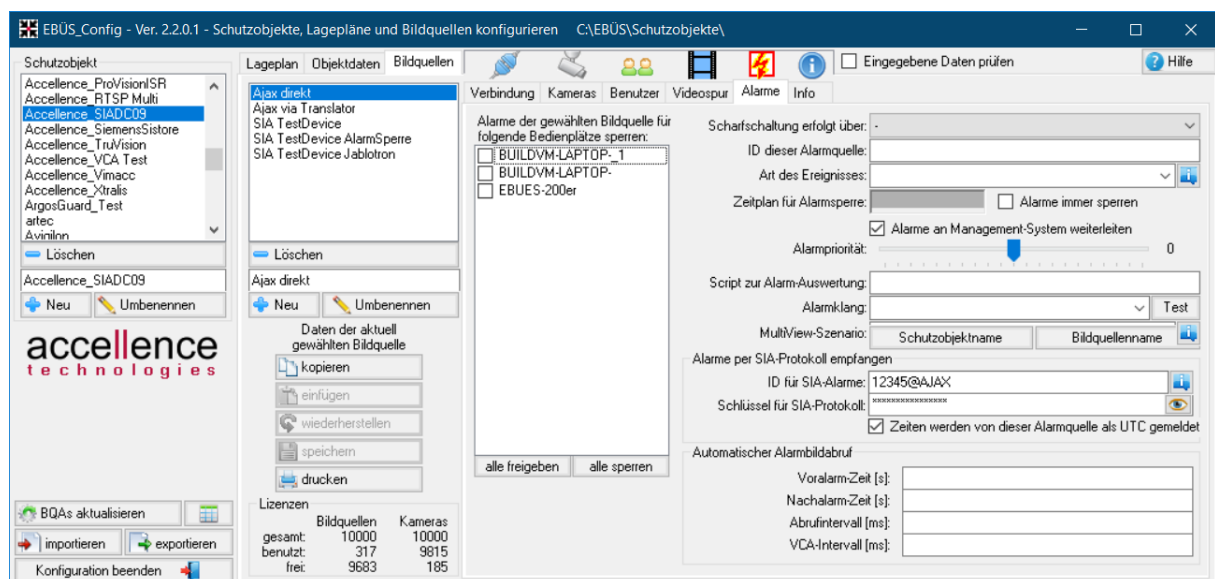 EBÜS_Config - Ver. 2.2.0.1 - Schutzobjekte, Lagepläne und Bildquellen konfigurieren C:\EBÜS\Schutzobjekte\
Schutzobjekt
Accellence_ProVisionISR
Accellence_RTSP Multi
Accellence_SIADC09
Accellence_SiemensSistore
Accellence_TruVision
Accellence_VCA Test
Accellence_Vimacc
Accellence_Xtralis
ArgosGuard_Test
artec
Avigilon
Löschen
Accellence_SIADC09
Neu
Umbenennen
accellence
technologies
BQAs aktualisieren
importieren
exportieren
Konfiguration beenden
Lageplan
Objektdaten
Bildquellen
Ajax direkt
Ajax via Translator
SIA TestDevice
SIA TestDevice AlarmSperre
SIA TestDevice Jablotron
Löschen
Ajax direkt
Neu
Umbenennen
Daten der aktuell
gewählten Bildquelle
kopieren
einfügen
wiederherstellen
speichern
drucken
Lizenzen
Bildquellen Kameras
gesamt: 10000 10000
benutzt: 317 9815
frei: 9683 185
Eingegebene Daten prüfen
Hilfe
Verbindung
Kameras
Benutzer
Videospur
Alarme
Info
Alarme der gewählten Bildquelle für
folgende Bedienplätze sperren:
BUILDVM-LAPTOP-_1
BUILDVM-LAPTOP-
EBUES-200er
alle freigeben
alle sperren
Scharfschaltung erfolgt über: -
ID dieser Alarmquelle:
Art des Ereignisses:
Zeitplan für Alarmsperre:
Alarme immer sperren
Alarme an Management-System weiterleiten
Alarmpriorität: 0
Script zur Alarm-Auswertung:
Alarmklang:
Test
MultiView-Szenario:
Schutzobjektname
Bildquellenname
Alarme per SIA-Protokoll empfangen
ID für SIA-Alarme: 12345@AJAX
Schlüssel für SIA-Protokoll: ****************
Zeiten werden von dieser Alarmquelle als UTC gemeldet
Automatischer Alarmbildabruf
Voralarm-Zeit [s]:
Nachalarm-Zeit [s]:
Abrufintervall [ms]:
VCA-Intervall [ms]: